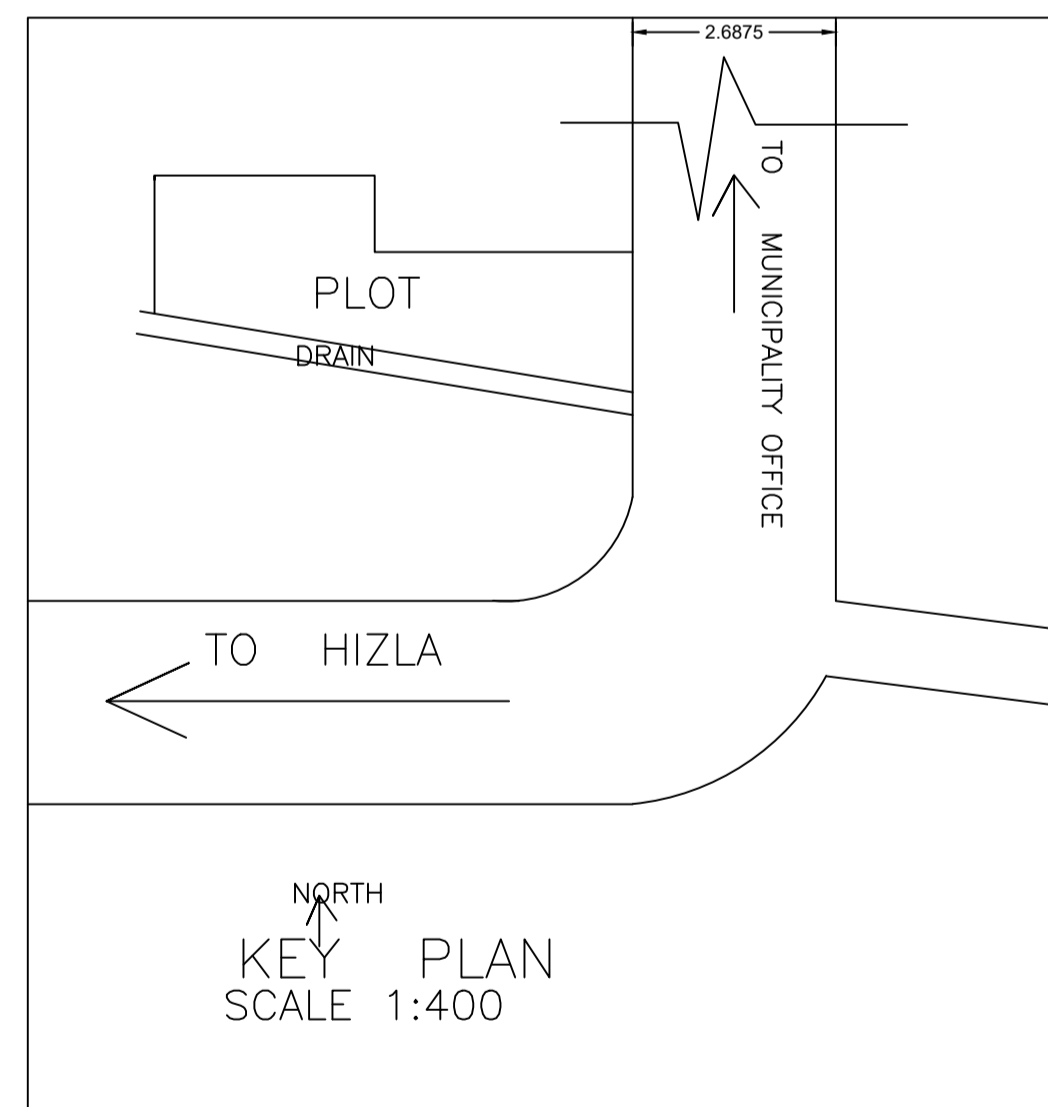 2.6875
TO MUNICIPALITY OFFICE
PLOT
DRAIN
TO HIZLA
NORTH
KEY PLAN
SCALE 1:400